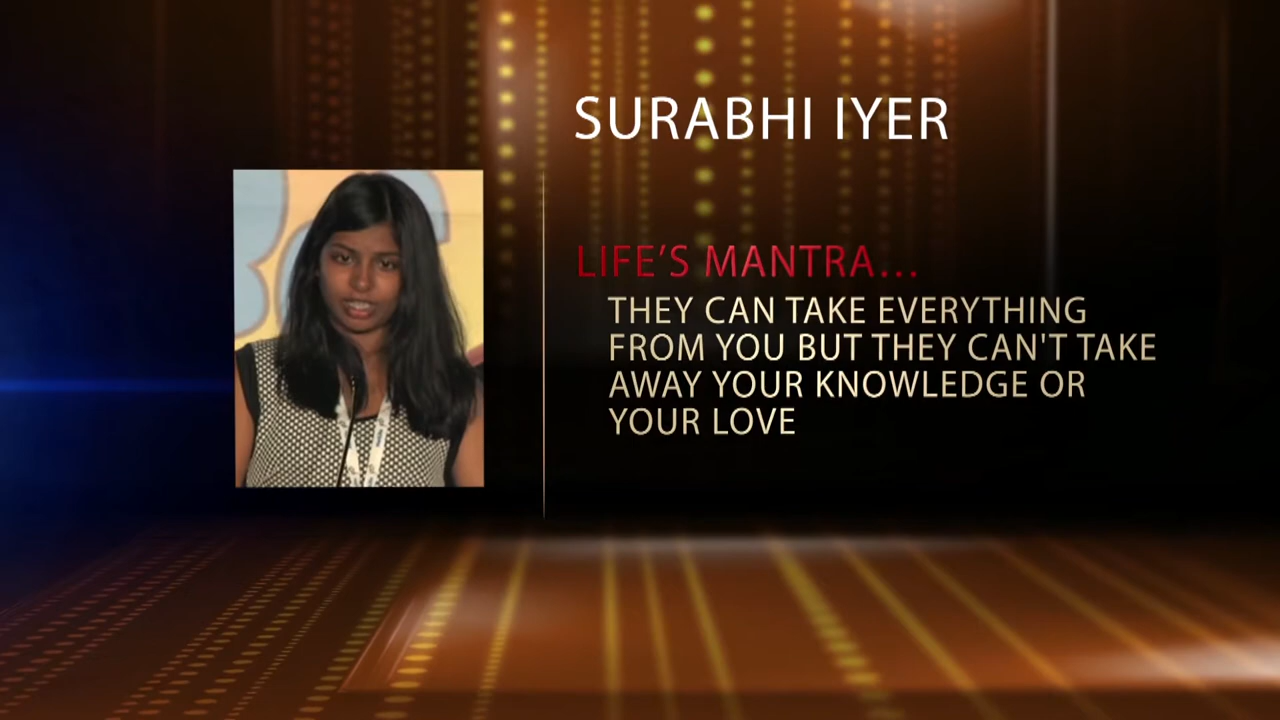 SURABHI IYER
LIFE'S MANTRA...
THEY CAN TAKE EVERYTHING
FROM YOU BUT THEY CAN'T TAKE
AWAY YOUR KNOWLEDGE OR
YOUR LOVE